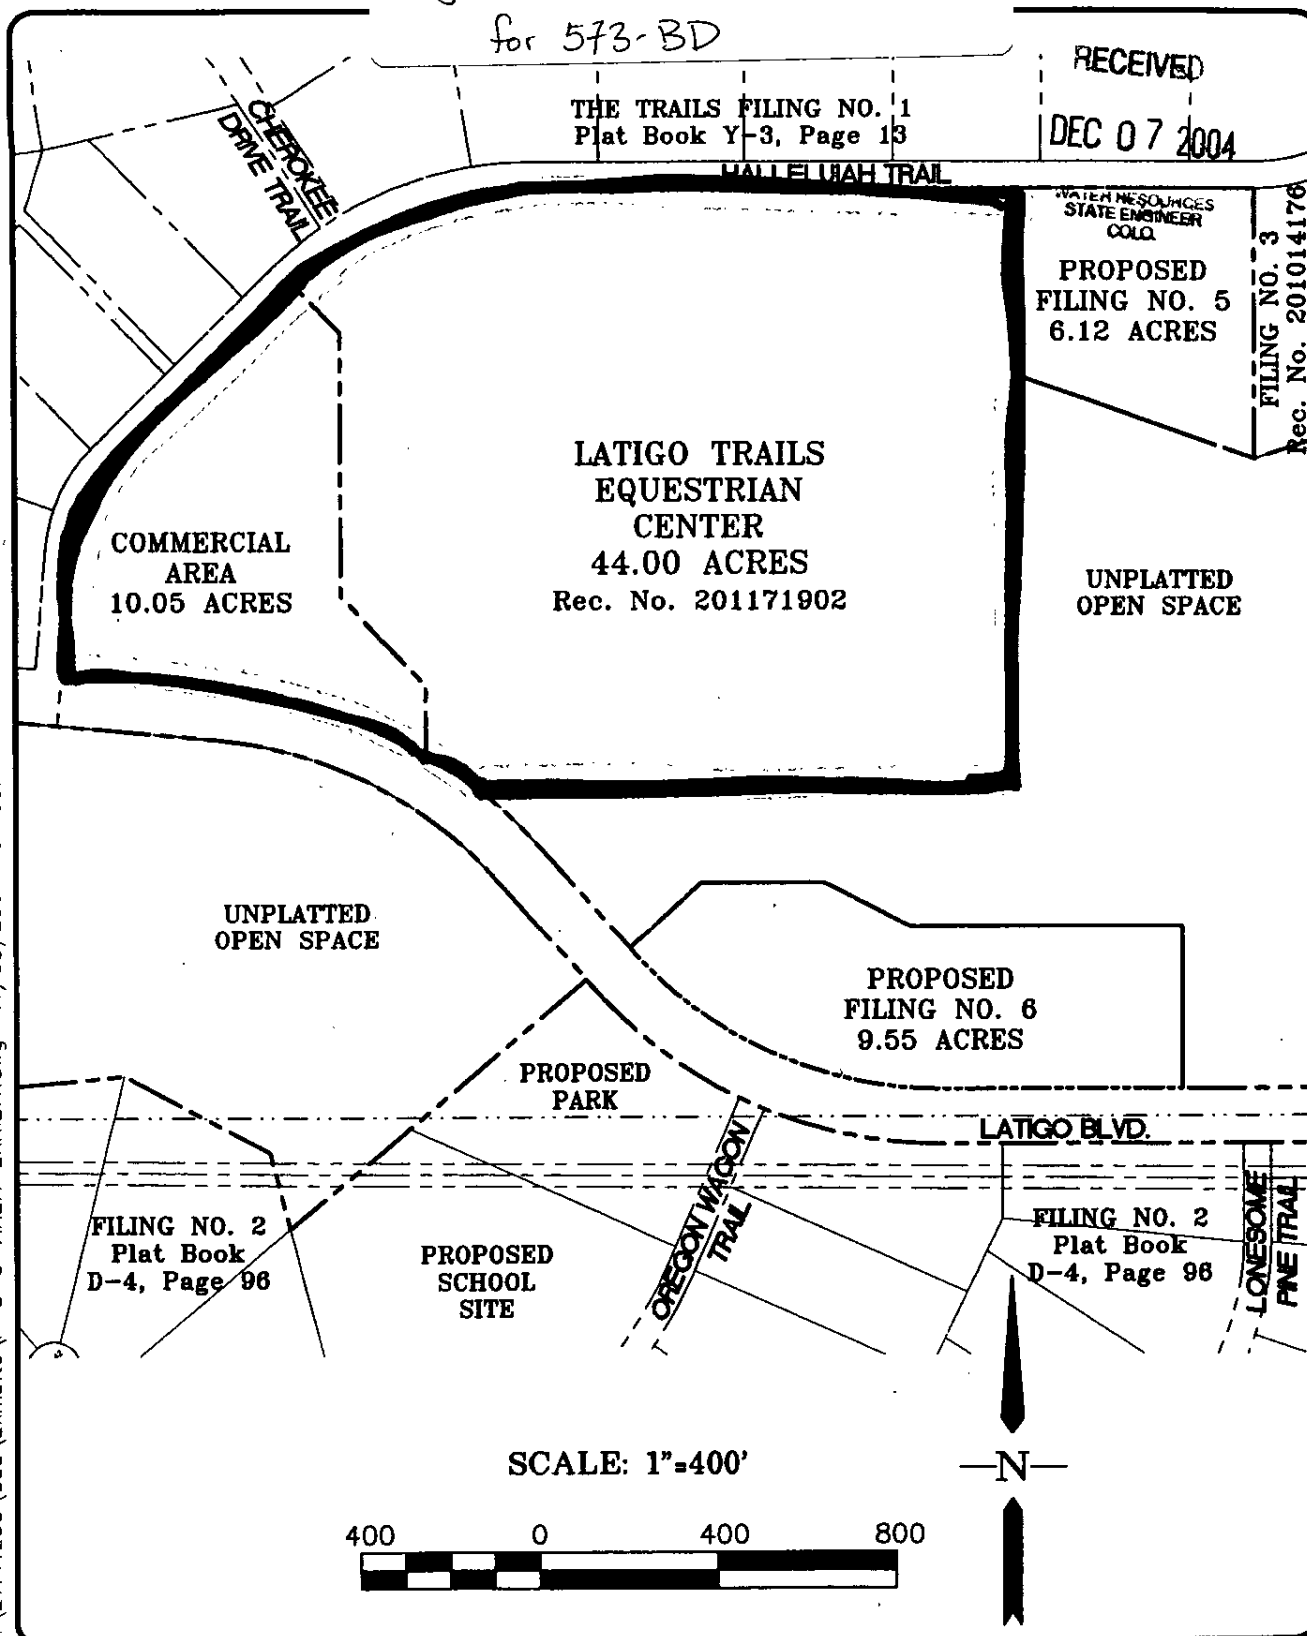 for 573-BD
RECEIVED
DEC 07 2004
WATER RESOURCES
STATE ENGINEER
COLO.
THE TRAILS FILING NO. 1
Plat Book Y-3, Page 13
HALLELUJAH TRAIL
CHEROKEE
DRIVE TRAIL
PROPOSED
FILING NO. 5
6.12 ACRES
FILING NO. 3
Rec. No. 201014176
LATIGO TRAILS
EQUESTRIAN
CENTER
44.00 ACRES
Rec. No. 201171902
COMMERCIAL
AREA
10.05 ACRES
UNPLATTED
OPEN SPACE
UNPLATTED
OPEN SPACE
PROPOSED
FILING NO. 6
9.55 ACRES
PROPOSED
PARK
LATIGO BLVD.
OREGON WAGON
TRAIL
LONESOME
PINE TRAIL
FILING NO. 2
Plat Book
D-4, Page 96
PROPOSED
SCHOOL
SITE
FILING NO. 2
Plat Book
D-4, Page 96
SCALE: 1"=400'
N
400 0 400 800